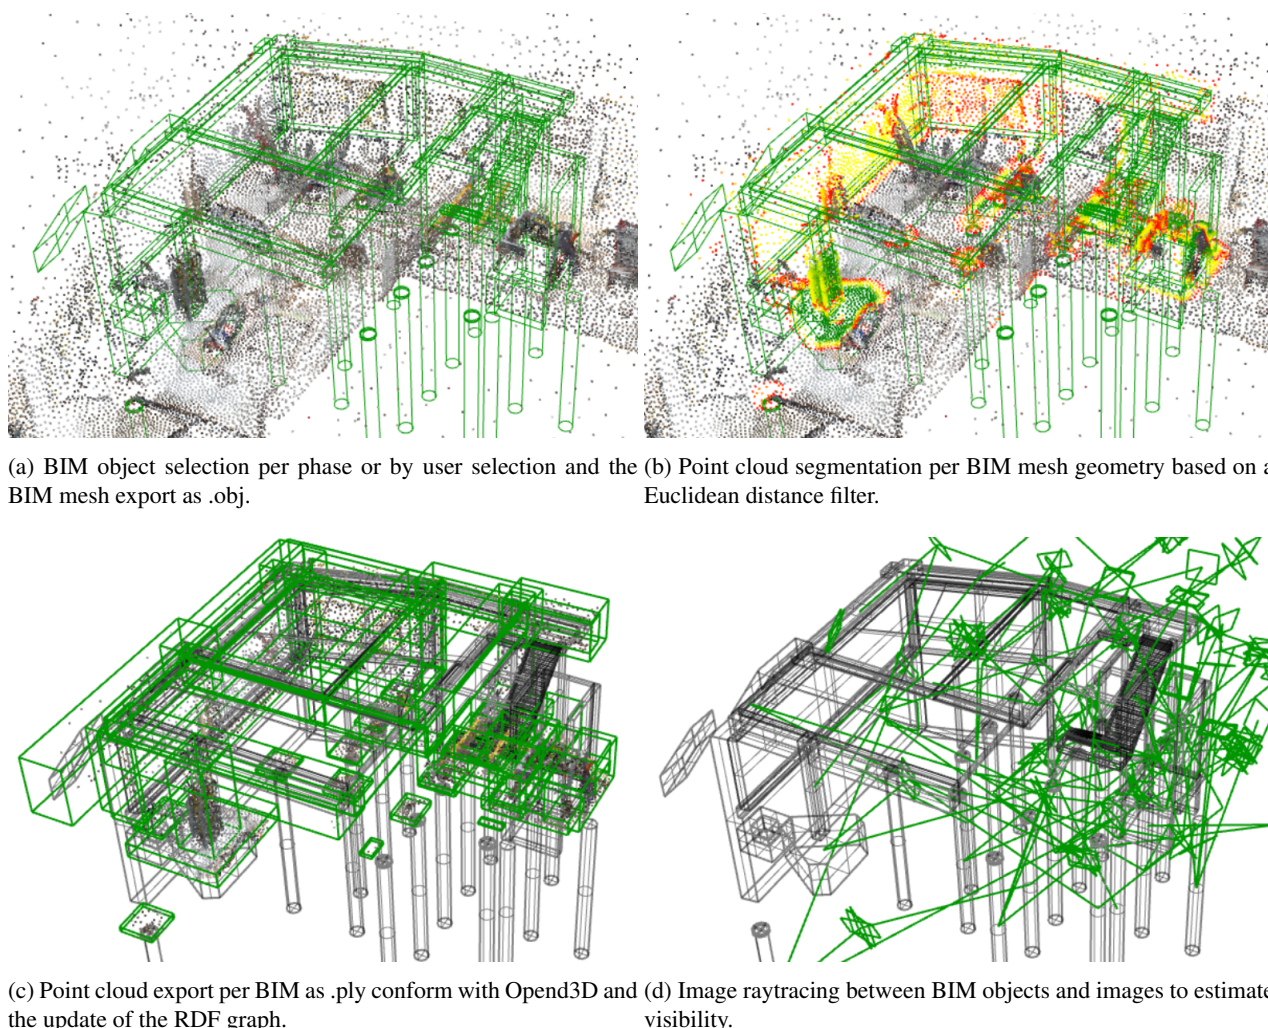 (a) BIM object selection per phase or by user selection and the
BIM mesh export as .obj.
(b) Point cloud segmentation per BIM mesh geometry based on a
Euclidean distance filter.
(c) Point cloud export per BIM as .ply conform with Opend3D and
the update of the RDF graph.
(d) Image raytracing between BIM objects and images to estimate
visibility.